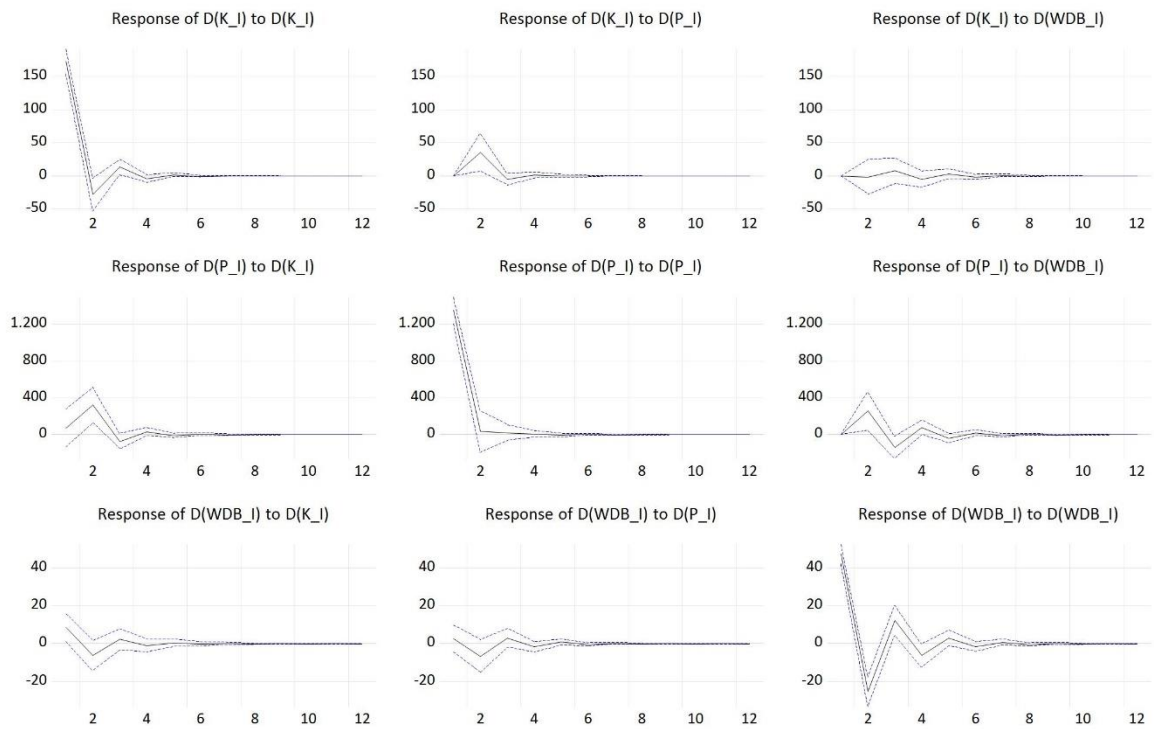 Response of D(K_I) to D(K_I)
150
100
50
0
-50
2 4 6 8 10 12
Response of D(K_I) to D(P_I)
150
100
50
0
-50
2 4 6 8 10 12
Response of D(K_I) to D(WDB_I)
150
100
50
0
-50
2 4 6 8 10 12
Response of D(P_I) to D(K_I)
1.200
800
400
0
2 4 6 8 10 12
Response of D(P_I) to D(P_I)
1.200
800
400
0
2 4 6 8 10 12
Response of D(P_I) to D(WDB_I)
1.200
800
400
0
2 4 6 8 10 12
Response of D(WDB_I) to D(K_I)
40
20
0
-20
2 4 6 8 10 12
Response of D(WDB_I) to D(P_I)
40
20
0
-20
2 4 6 8 10 12
Response of D(WDB_I) to D(WDB_I)
40
20
0
-20
2 4 6 8 10 12